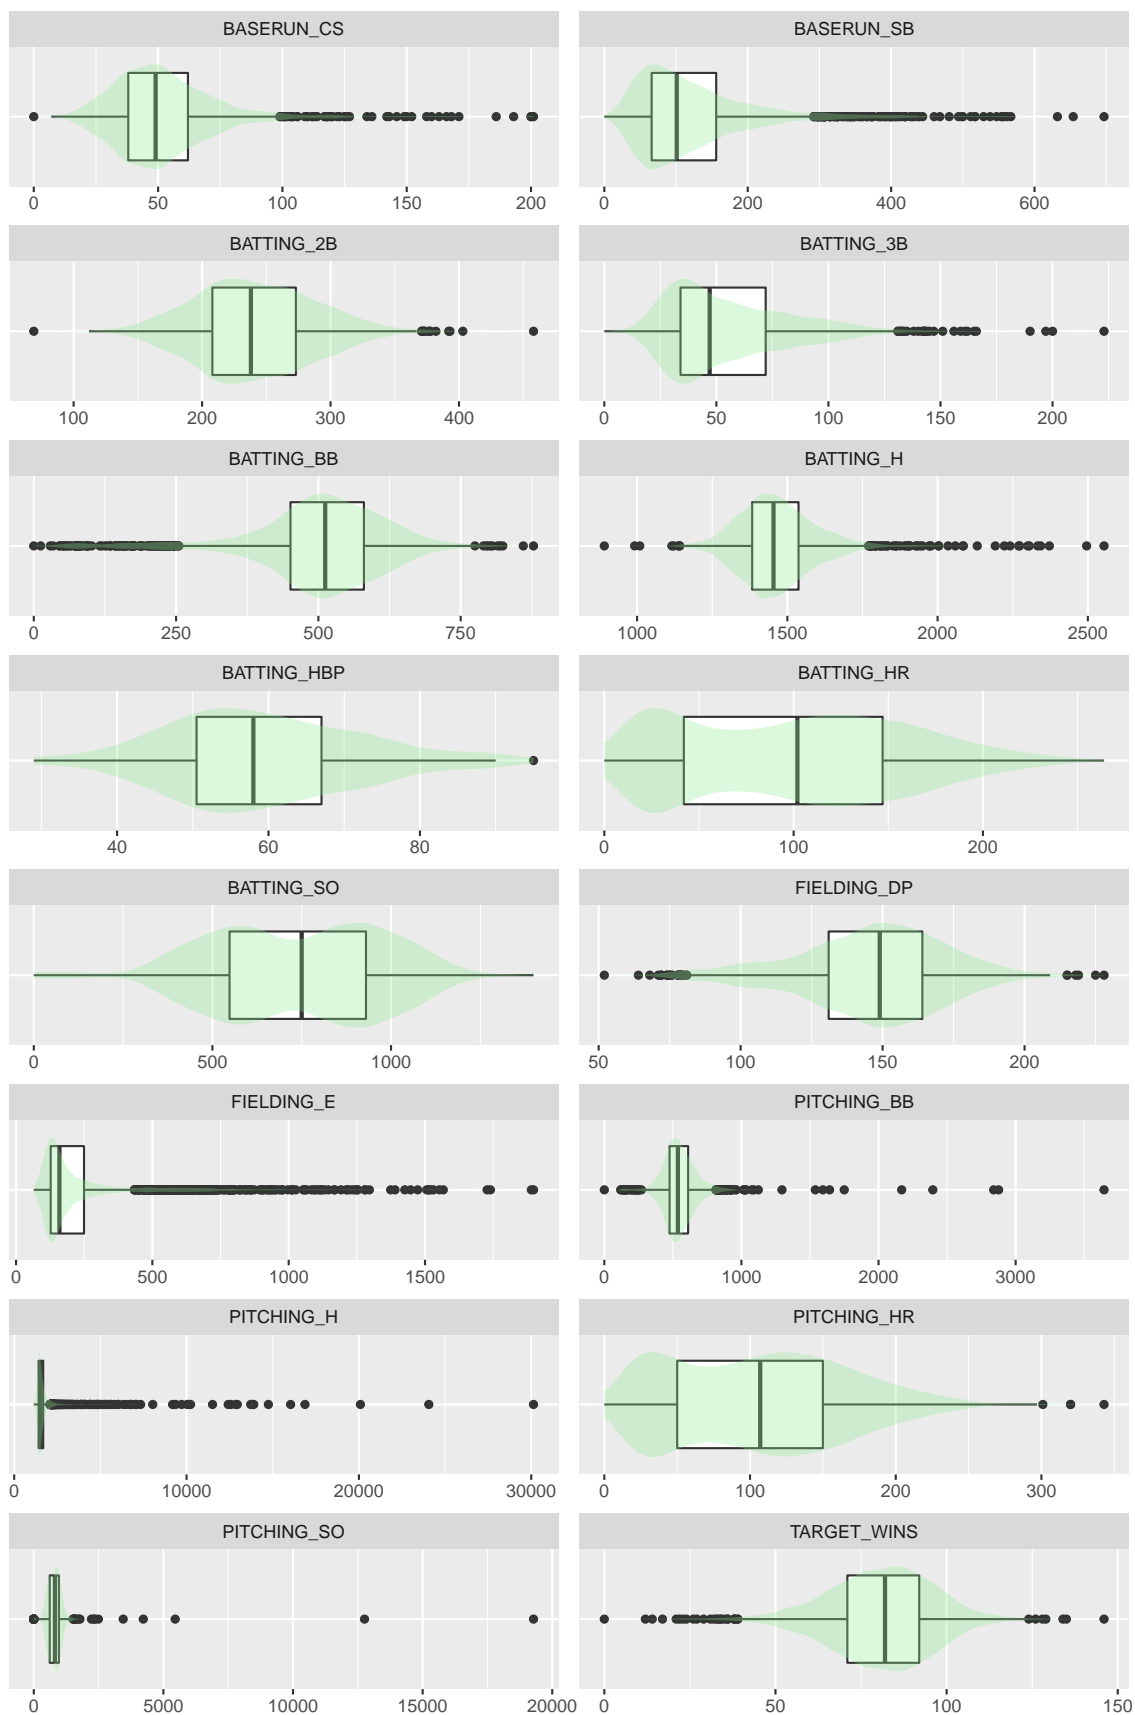 BASERUN_CS BASERUN_SB
0 50 100 150 200 0 200 400 600
BATTING_2B BATTING_3B
100 200 300 400 0 50 100 150 200
BATTING_BB BATTING_H
0 250 500 750 1000 1500 2000 2500
BATTING_HBP BATTING_HR
40 60 80 0 100 200
BATTING_SO FIELDING_DP
0 500 1000 50 100 150 200
FIELDING_E PITCHING_BB
0 500 1000 1500 0 1000 2000 3000
PITCHING_H PITCHING_HR
0 10000 20000 30000 0 100 200 300
PITCHING_SO TARGET_WINS
0 5000 10000 15000 20000 0 50 100 150